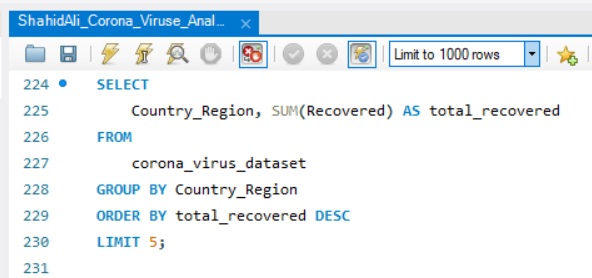 ShahidAli_Corona_Viruse_Anal...
Limit to 1000 rows
224 SELECT
225 Country_Region, SUM(Recovered) AS total_recovered
226 FROM
227 corona_virus_dataset
228 GROUP BY Country_Region
229 ORDER BY total_recovered DESC
230 LIMIT 5;
231